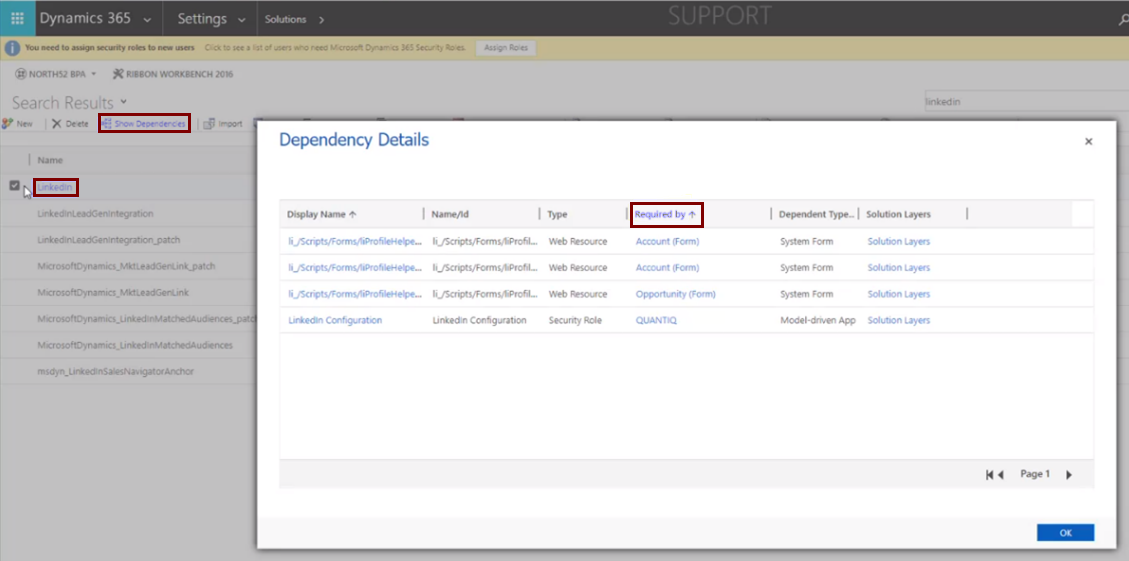 Dynamics 365 Settings Solutions SUPPORT
You need to assign security roles to new users Click to see a list of users who need Microsoft Dynamics 365 Security Roles. Assign Roles
NORTH52 BPA RIBBON WORKBENCH 2016
Search Results linkedin
New Delete Show Dependencies Import
Name
LinkedIn
LinkedInLeadGenIntegration
LinkedInLeadGenIntegration_patch
MicrosoftDynamics_MktLeadGenLink_patch
MicrosoftDynamics_MktLeadGenLink
MicrosoftDynamics_LinkedInMatchedAudiences_patc
MicrosoftDynamics_LinkedInMatchedAudiences
msdyn_LinkedInSalesNavigatorAnchor
Dependency Details
Display Name Name/Id Type Required by Dependent Type... Solution Layers
li_/Scripts/Forms/liProfileHelpe... li_/Scripts/Forms/liProfil... Web Resource Account (Form) System Form Solution Layers
li_/Scripts/Forms/liProfileHelpe... li_/Scripts/Forms/liProfil... Web Resource Account (Form) System Form Solution Layers
li_/Scripts/Forms/liProfileHelpe... li_/Scripts/Forms/liProfil... Web Resource Opportunity (Form) System Form Solution Layers
LinkedIn Configuration LinkedIn Configuration Security Role QUANTIQ Model-driven App Solution Layers
Page 1
OK